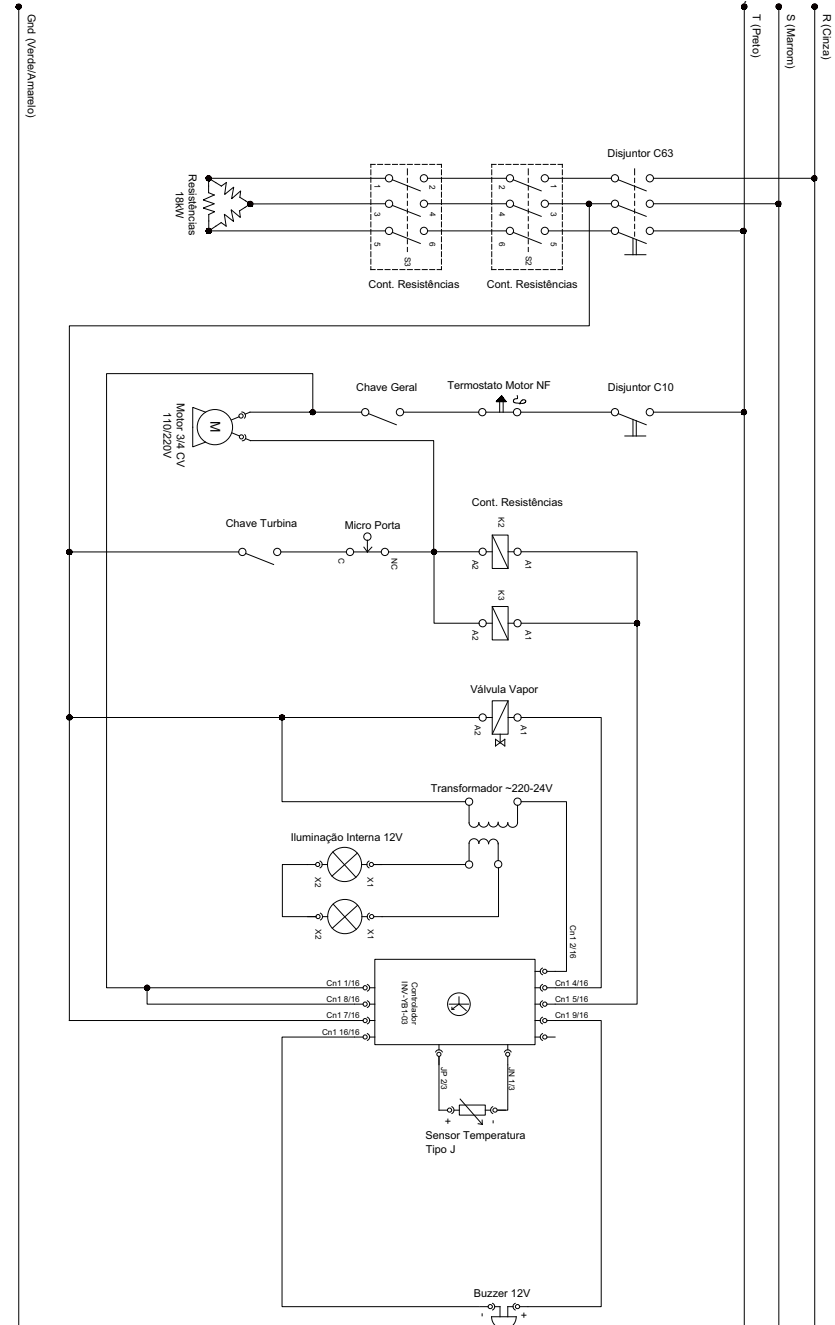 Gnd (Verde/Amarelo)
T (Preto)
S (Marrom)
R (Cinza)
Disjuntor C63
1
2
2
1
3
4
4
3
5
6
6
5
S3
S2
Resistências
18kW
Cont. Resistências
Cont. Resistências
Chave Geral
Termostato Motor NF
Disjuntor C10
M
Motor 3/4 CV
110/220V
Cont. Resistências
K2
Chave Turbina
Micro Porta
C
NC
A2
A1
K3
A2
A1
Válvula Vapor
A2
A1
Transformador ~220-24V
Iluminação Interna 12V
X2
X1
X2
X1
Cn1 2/16
Cn1 1/16
Cn1 8/16
Cn1 7/16
Cn1 16/16
Controlador
INV-YB1-03
Cn1 4/16
Cn1 5/16
Cn1 9/16
JP 2/3
JN 1/3
+
-
Sensor Temperatura
Tipo J
Buzzer 12V
-
+